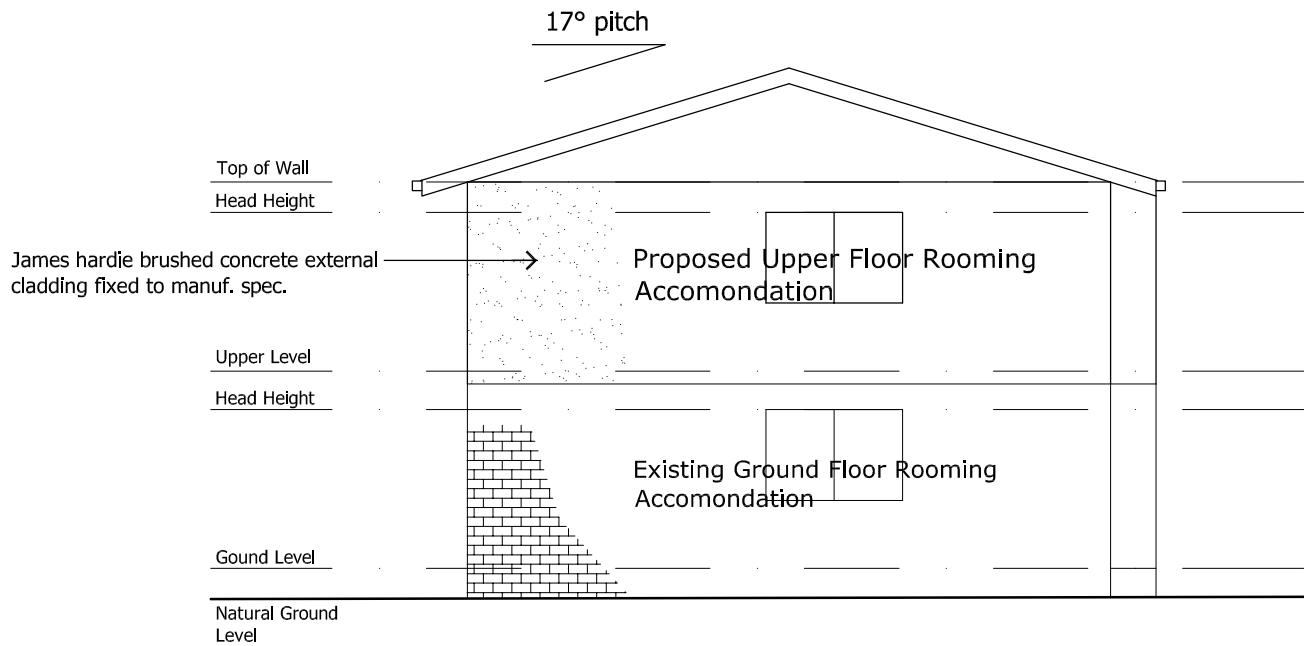 17° pitch
Top of Wall
Head Height
James hardie brushed concrete external
cladding fixed to manuf. spec.
Proposed Upper Floor Rooming
Accomondation
Upper Level
Head Height
Existing Ground Floor Rooming
Accomondation
Gound Level
Natural Ground
Level